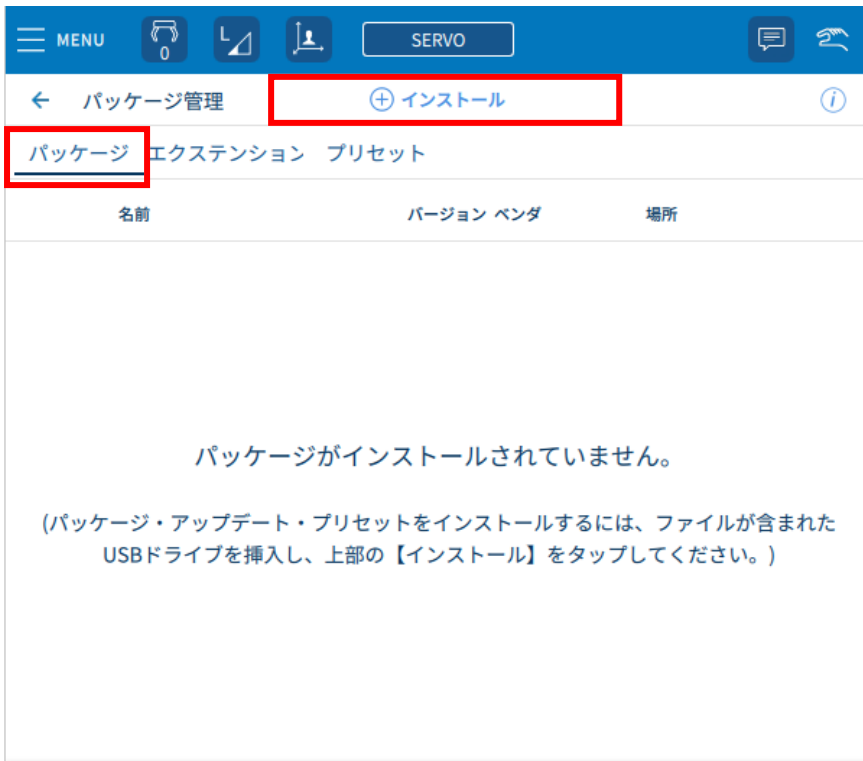 MENU 0 L SERVO
パッケージ管理 インストール i
パッケージ エクステンション プリセット
名前 バージョン ベンダ 場所
パッケージがインストールされていません。
(パッケージ・アップデート・プリセットをインストールするには、ファイルが含まれた
USBドライブを挿入し、上部の【インストール】をタップしてください。)